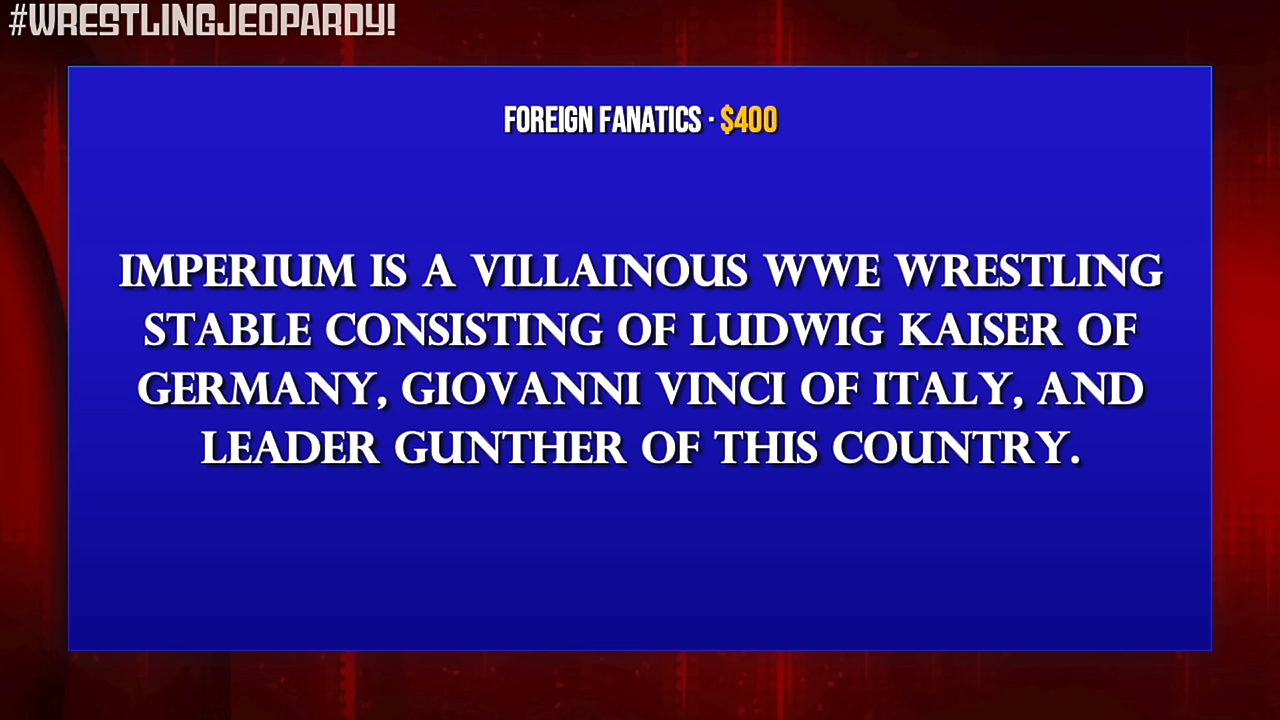 #WRESTLINGJEOPARDY!
FOREIGN FANATICS · $400
IMPERIUM IS A VILLAINOUS WWE WRESTLING
STABLE CONSISTING OF LUDWIG KAISER OF
GERMANY, GIOVANNI VINCI OF ITALY, AND
LEADER GUNTHER OF THIS COUNTRY.